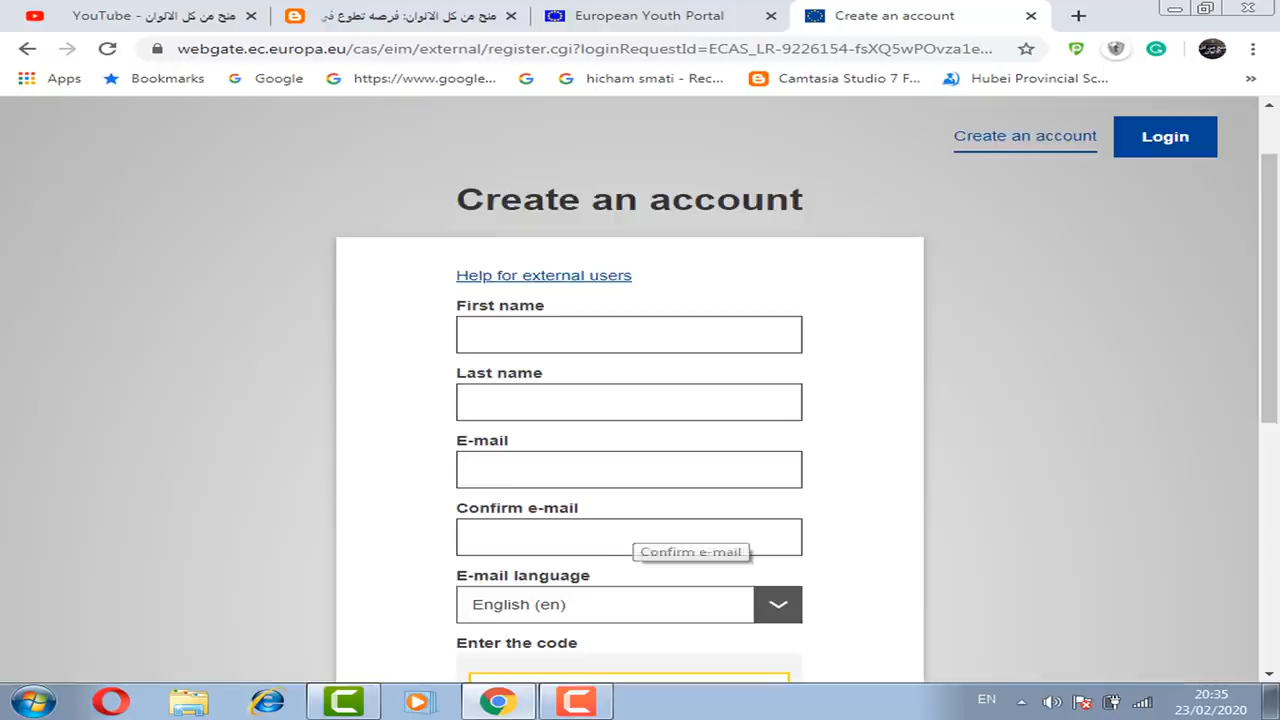 منح من كل الالوان - YouTube
منح من كل الالوان: فرصه تطوع في
European Youth Portal
Create an account
webgate.ec.europa.eu/cas/eim/external/register.cgi?loginRequestId=ECAS_LR-9226154-fsXQ5wPOvza1e...
Apps
Bookmarks
Google
https://www.google...
hicham smati - Rec...
Camtasia Studio 7 F...
Hubei Provincial Sc...
»
Create an account
Login
Create an account
Help for external users
First name
Last name
E-mail
Confirm e-mail
Confirm e-mail
E-mail language
English (en)
Enter the code
EN
20:35
23/02/2020